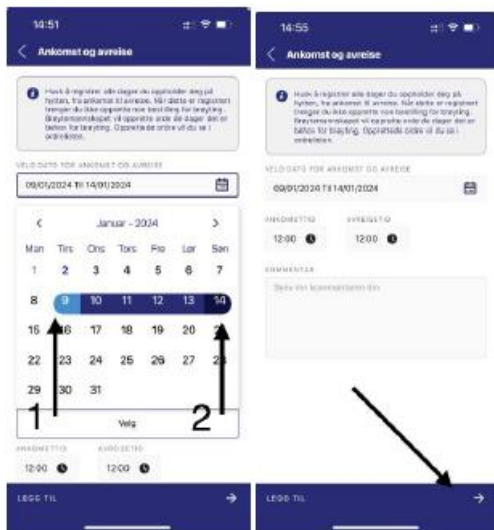 14:51
Ankomst og avreise
Husk å registrer alle dager du oppholder deg på
hytten, fra ankomst til avreise. Når dette er registrert
trenger du ikke opprette noe bestilling for brøyting.
Brøytemannskapet vil opprette orde de dager det er
behov for brøyting. Opprettede ordre vil du se i
ordrelisten.
VELG DATO FOR ANKOMST OG AVREISE
09/01/2024 Til 14/01/2024
Januar - 2024
Man Tirs Ons Tors Fre Lør Søn
1 2 3 4 5 6 7
8 9 10 11 12 13 14
15 16 17 18 19 20
22 23 24 25 26 27 28
29 30 31
1
2
Velg
ANKOMSTTID AVREISETID
12:00 12:00
LEGG TIL
14:55
Ankomst og avreise
Husk å registrer alle dager du oppholder deg på
hytten, fra ankomst til avreise. Når dette er registrert
trenger du ikke opprette noe bestilling for brøyting.
Brøytemannskapet vil opprette orde de dager det er
behov for brøyting. Opprettede ordre vil du se i
ordrelisten.
VELG DATO FOR ANKOMST OG AVREISE
09/01/2024 Til 14/01/2024
ANKOMSTTID AVREISETID
12:00 12:00
KOMMENTAR
Skriv inn kommentaren din
LEGG TIL